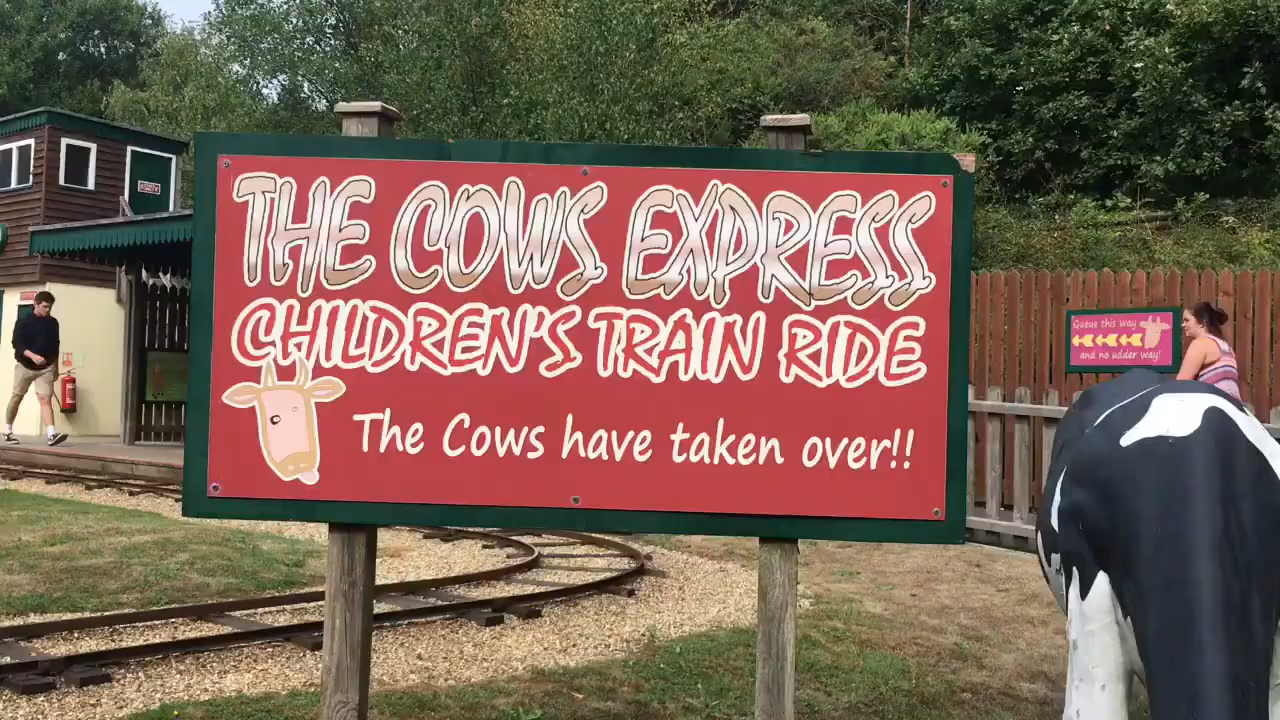 THE COWS EXPRESS
CHILDREN'S TRAIN RIDE
The Cows have taken over!!
Queue this way
and no udder way!